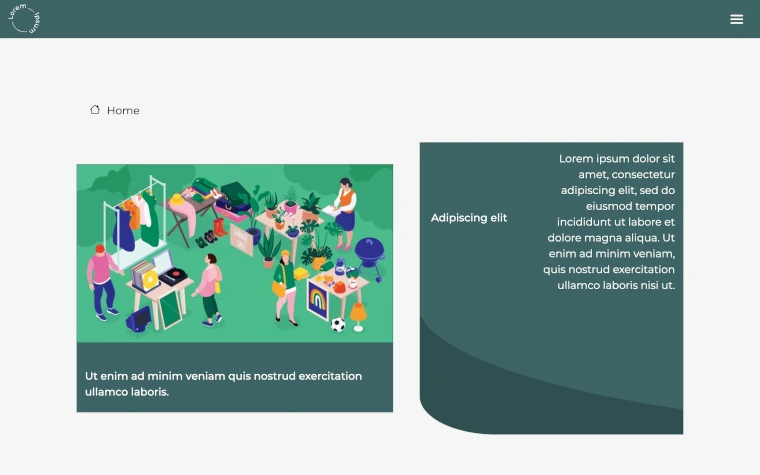 Lorem ipsum
Home
Ut enim ad minim veniam quis nostrud exercitation
ullamco laboris.
Adipiscing elit
Lorem ipsum dolor sit
amet, consectetur
adipiscing elit, sed do
eiusmod tempor
incididunt ut labore et
dolore magna aliqua. Ut
enim ad minim veniam,
quis nostrud exercitation
ullamco laboris nisi ut.